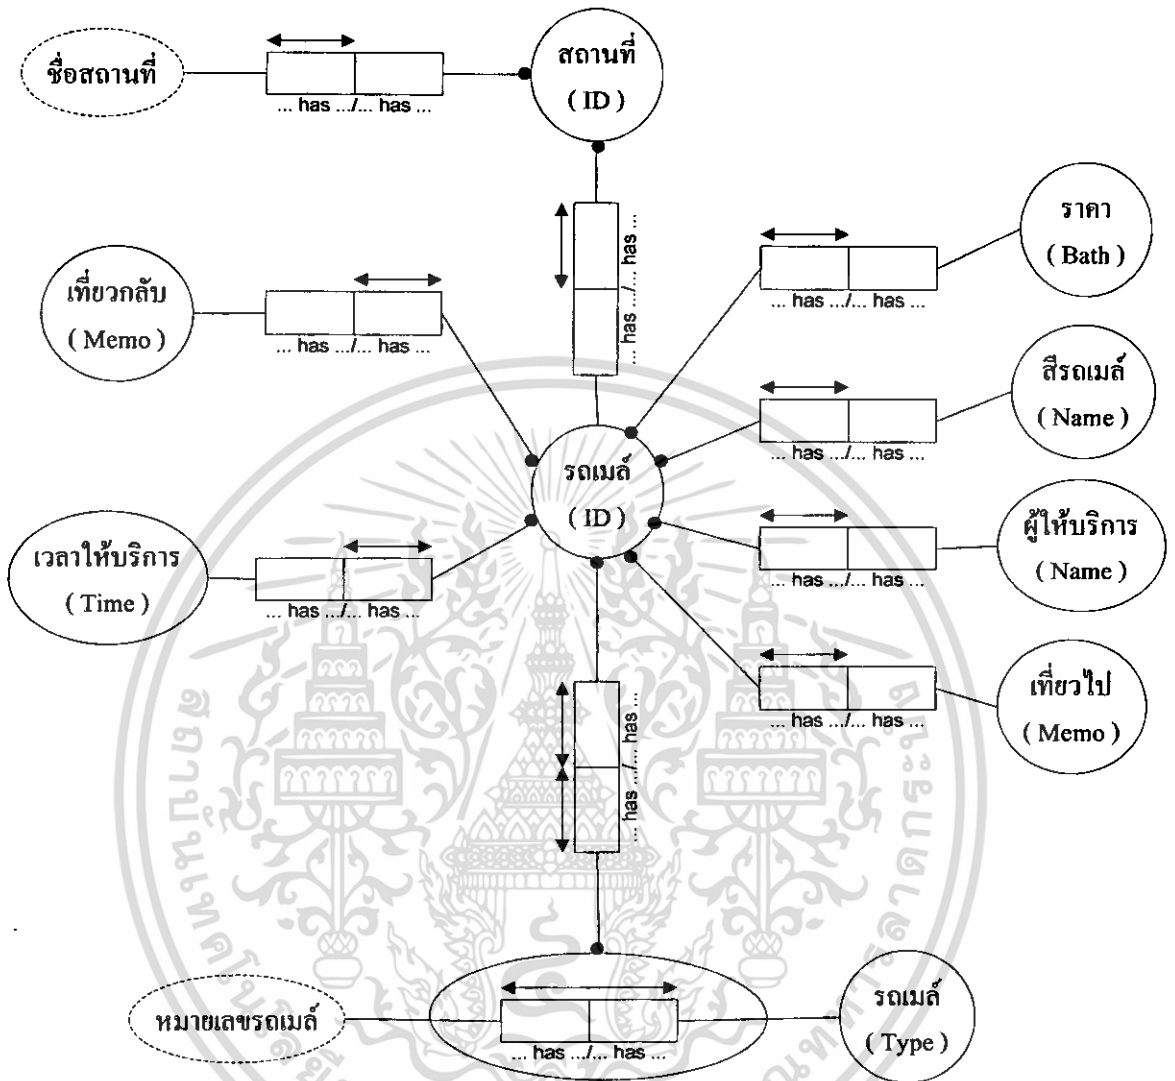 ชื่อสถานที่
... has .../... has ...
สถานที่
( ID )
... has .../... has ...
ราคา
( Bath )
... has .../... has ...
เที่ยวกลับ
( Memo )
... has .../... has ...
สีรถเมล์
( Name )
... has .../... has ...
รถเมล์
( ID )
ผู้ให้บริการ
( Name )
... has .../... has ...
เวลาให้บริการ
( Time )
... has .../... has ...
เที่ยวไป
( Memo )
... has .../... has ...
... has .../... has ...
หมายเลขรถเมล์
... has .../... has ...
รถเมล์
( Type )